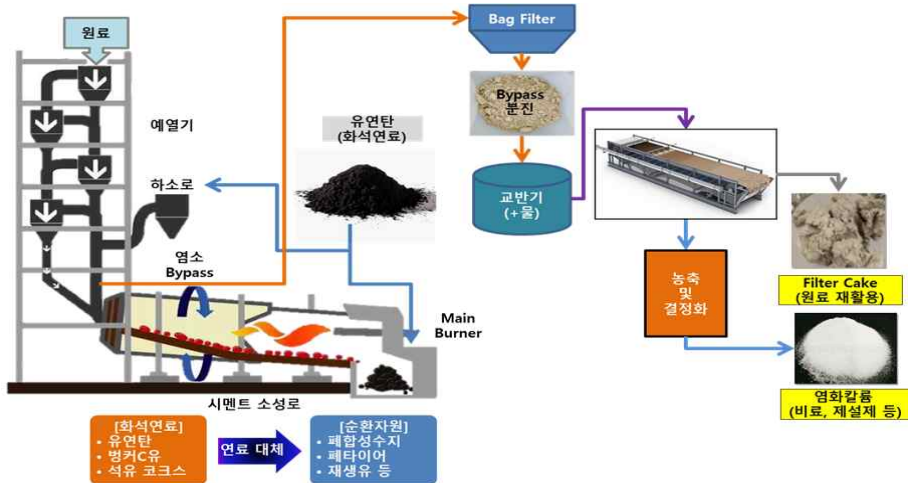 원료
Bag Filter
Bypass
분진
예열기
유연탄
(화석연료)
하소로
교반기
(+물)
염소
Bypass
Main
Burner
농축
및
결정화
Filter Cake
(원료 재활용)
시멘트 소성로
염화칼륨
(비료, 제설제 등)
[화석연료]
• 유연탄
• 벙커C유
• 석유 코크스
연료 대체
[순환자원]
• 폐합성수지
• 폐타이어
• 재생유 등